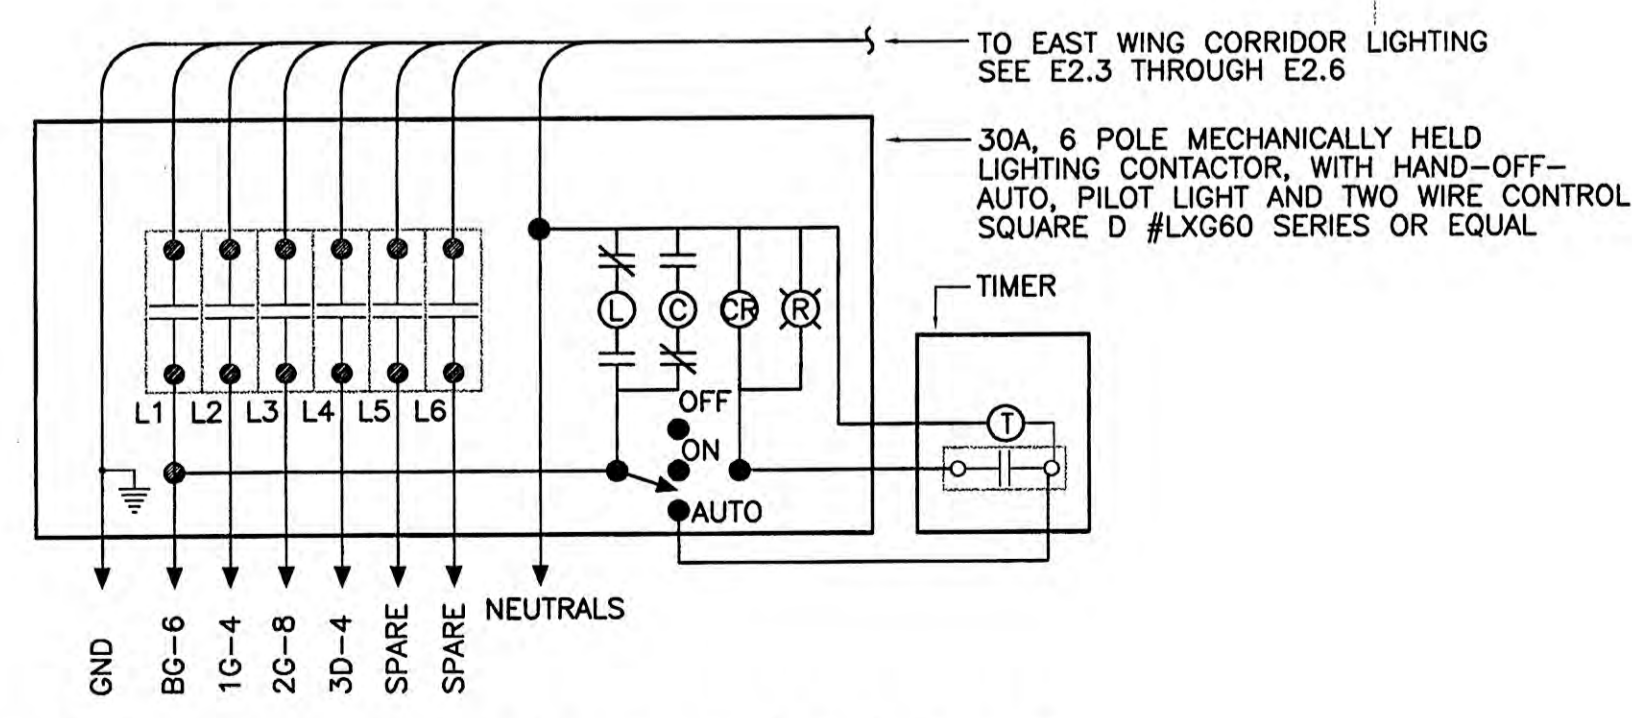 TO EAST WING CORRIDOR LIGHTING
SEE E2.3 THROUGH E2.6
30A, 6 POLE MECHANICALLY HELD
LIGHTING CONTACTOR, WITH HAND-OFF-
AUTO, PILOT LIGHT AND TWO WIRE CONTROL
SQUARE D #LXG60 SERIES OR EQUAL
TIMER
L C CR R
L1 L2 L3 L4 L5 L6
OFF
ON
AUTO
T
GND
BG-6
1G-4
2G-8
3D-4
SPARE
SPARE
NEUTRALS